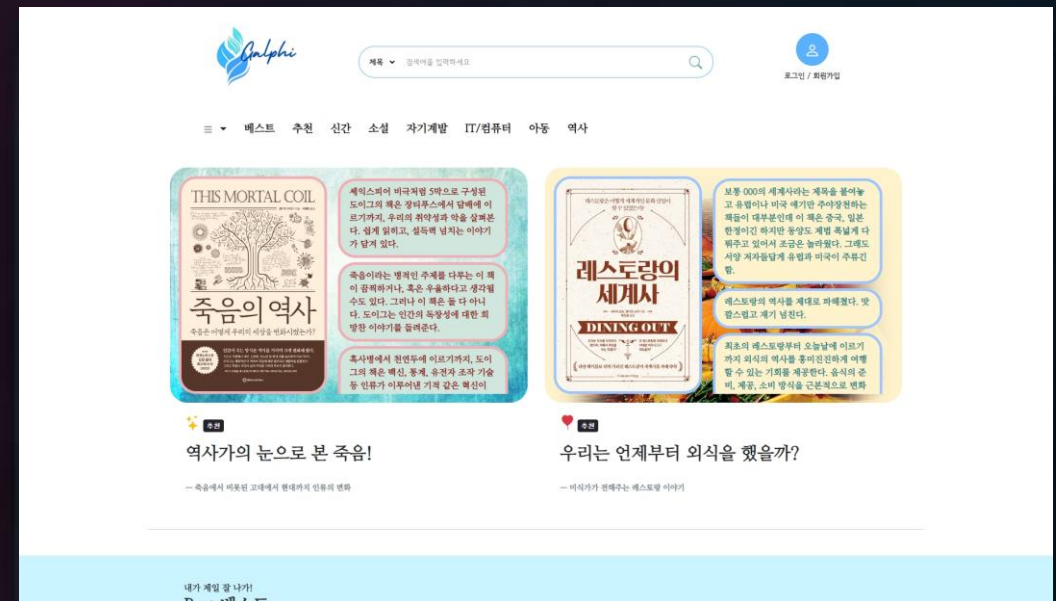 Galphi
제목
검색어를 입력하세요
로그인 / 회원가입
베스트 추천 신간 소설 자기계발 IT/컴퓨터 아동 역사
THIS MORTAL COIL
죽음의 역사
죽음은 어떻게 우리의 세상을 변화시켰는가?
셰익스피어 비극처럼 5막으로 구성된
도이그의 책은 장티푸스에서 담배에 이
르기까지, 우리의 취약성과 악을 살펴본
다. 쉽게 읽히고, 설득력 넘치는 이야기
가 담겨 있다.
죽음이라는 병적인 주제를 다루는 이 책
이 끔찍하거나, 혹은 우울하다고 생각될
수도 있다. 그러나 이 책은 둘 다 아니
다. 도이그는 인간의 독창성에 대한 희
망찬 이야기를 들려준다.
흑사병에서 천연두에 이르기까지, 도이
그의 책은 백신, 통계, 유전자 조작 기술
등 인류가 이루어낸 기적 같은 혁신이
레스토랑의
세계사
DINING OUT
보통 000의 세계사라는 제목을 붙여놓
고 유럽이나 미국 얘기만 주야장천하는
책들이 대부분인데 이 책은 중국, 일본
한정이긴 하지만 동양도 제법 폭넓게 다
뤄주고 있어서 조금은 놀라웠다. 그래도
서양 저자들답게 유럽과 미국이 주류긴
함.
레스토랑의 역사를 제대로 파헤쳤다. 맛
깔스럽고 재기 넘친다.
최초의 레스토랑부터 오늘날에 이르기
까지 외식의 역사를 흥미진진하게 여행
할 수 있는 기회를 제공한다. 음식의 준
비, 제공, 소비 방식을 근본적으로 변화
추천
역사가의 눈으로 본 죽음!
— 죽음에서 비롯된 고대에서 현대까지 인류의 변화
추천
우리는 언제부터 외식을 했을까?
— 미식가가 전해주는 레스토랑 이야기
내가 제일 잘 나가!